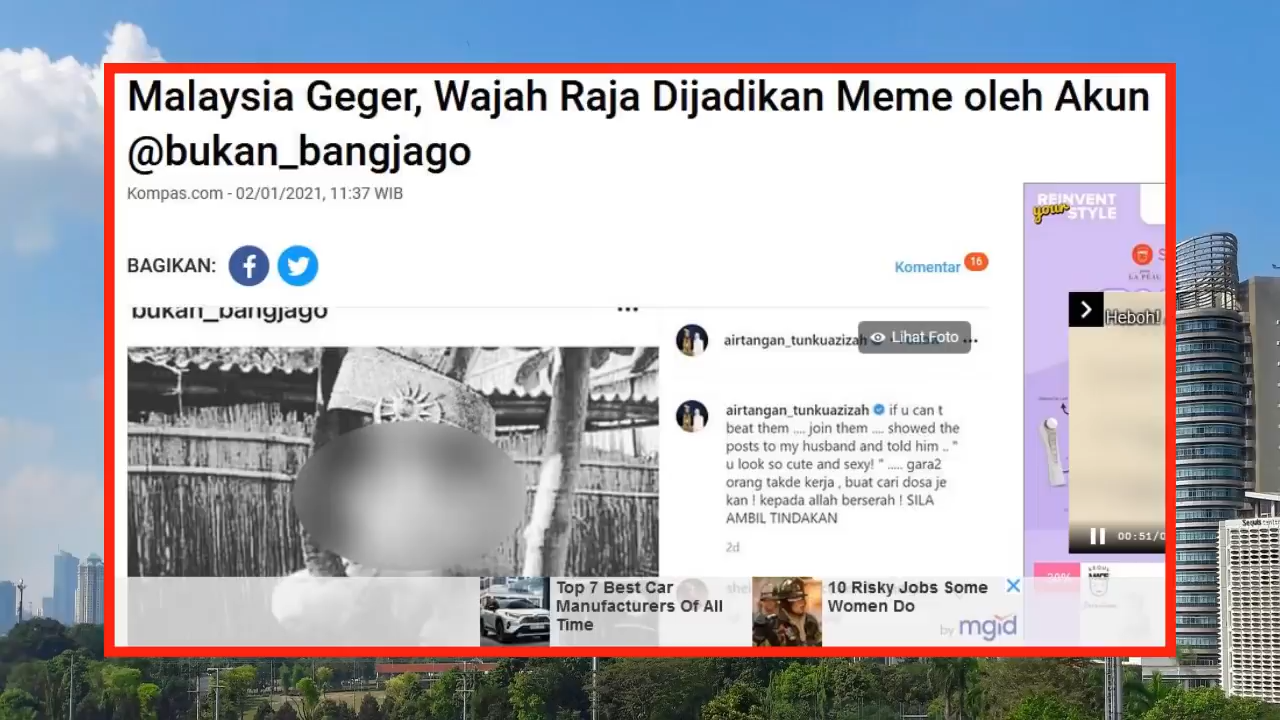 Malaysia Geger, Wajah Raja Dijadikan Meme oleh Akun
@bukan_bangjago
Kompas.com - 02/01/2021, 11:37 WIB
REINVENT
your STYLE
BAGIKAN:
Komentar 16
LA PEAU
bukan_bangjago
Heboh!
airtangan_tunkuazizah
Lihat Foto
airtangan_tunkuazizah if u can t
beat them .... join them .... showed the
posts to my husband and told him .. "
u look so cute and sexy! " ..... gara2
orang takde kerja , buat cari dosa je
kan ! kepada allah berserah ! SILA
AMBIL TINDAKAN
00:51/0
2d
Top 7 Best Car
Manufacturers Of All
Time
10 Risky Jobs Some
Women Do
by mgid